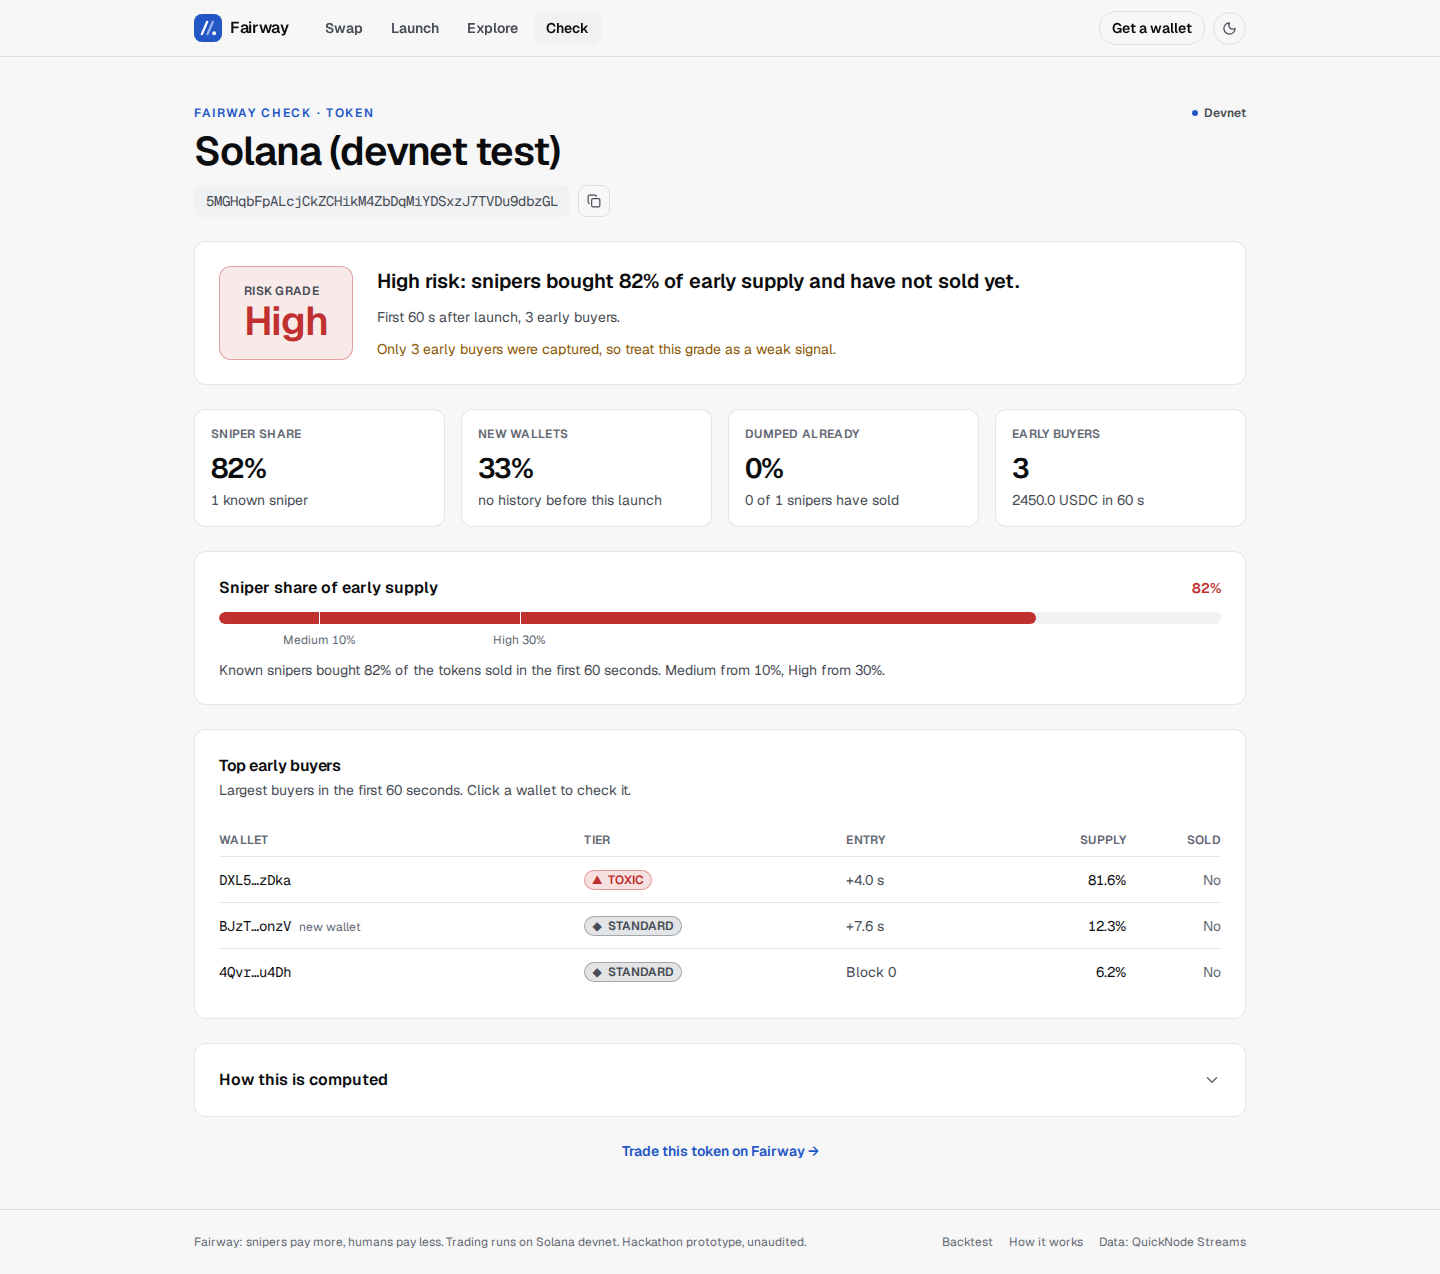 Fairway
Swap
Launch
Explore
Check
Get a wallet
FAIRWAY CHECK · TOKEN
Devnet
Solana (devnet test)
5MGHqbFpALcjCkZCHikM4ZbDqMiYDSxzJ7TVDu9dbzGL
RISK GRADE
High
High risk: snipers bought 82% of early supply and have not sold yet.
First 60 s after launch, 3 early buyers.
Only 3 early buyers were captured, so treat this grade as a weak signal.
SNIPER SHARE
82%
1 known sniper
NEW WALLETS
33%
no history before this launch
DUMPED ALREADY
0%
0 of 1 snipers have sold
EARLY BUYERS
3
2450.0 USDC in 60 s
Sniper share of early supply
82%
Medium 10%
High 30%
Known snipers bought 82% of the tokens sold in the first 60 seconds. Medium from 10%, High from 30%.
Top early buyers
Largest buyers in the first 60 seconds. Click a wallet to check it.
WALLET TIER ENTRY SUPPLY SOLD
DXL5…zDka ▲ TOXIC +4.0 s 81.6% No
BJzT…onzV new wallet ◆ STANDARD +7.6 s 12.3% No
4Qvr…u4Dh ◆ STANDARD Block 0 6.2% No
How this is computed
Trade this token on Fairway →
Fairway: snipers pay more, humans pay less. Trading runs on Solana devnet. Hackathon prototype, unaudited.
Backtest
How it works
Data: QuickNode Streams